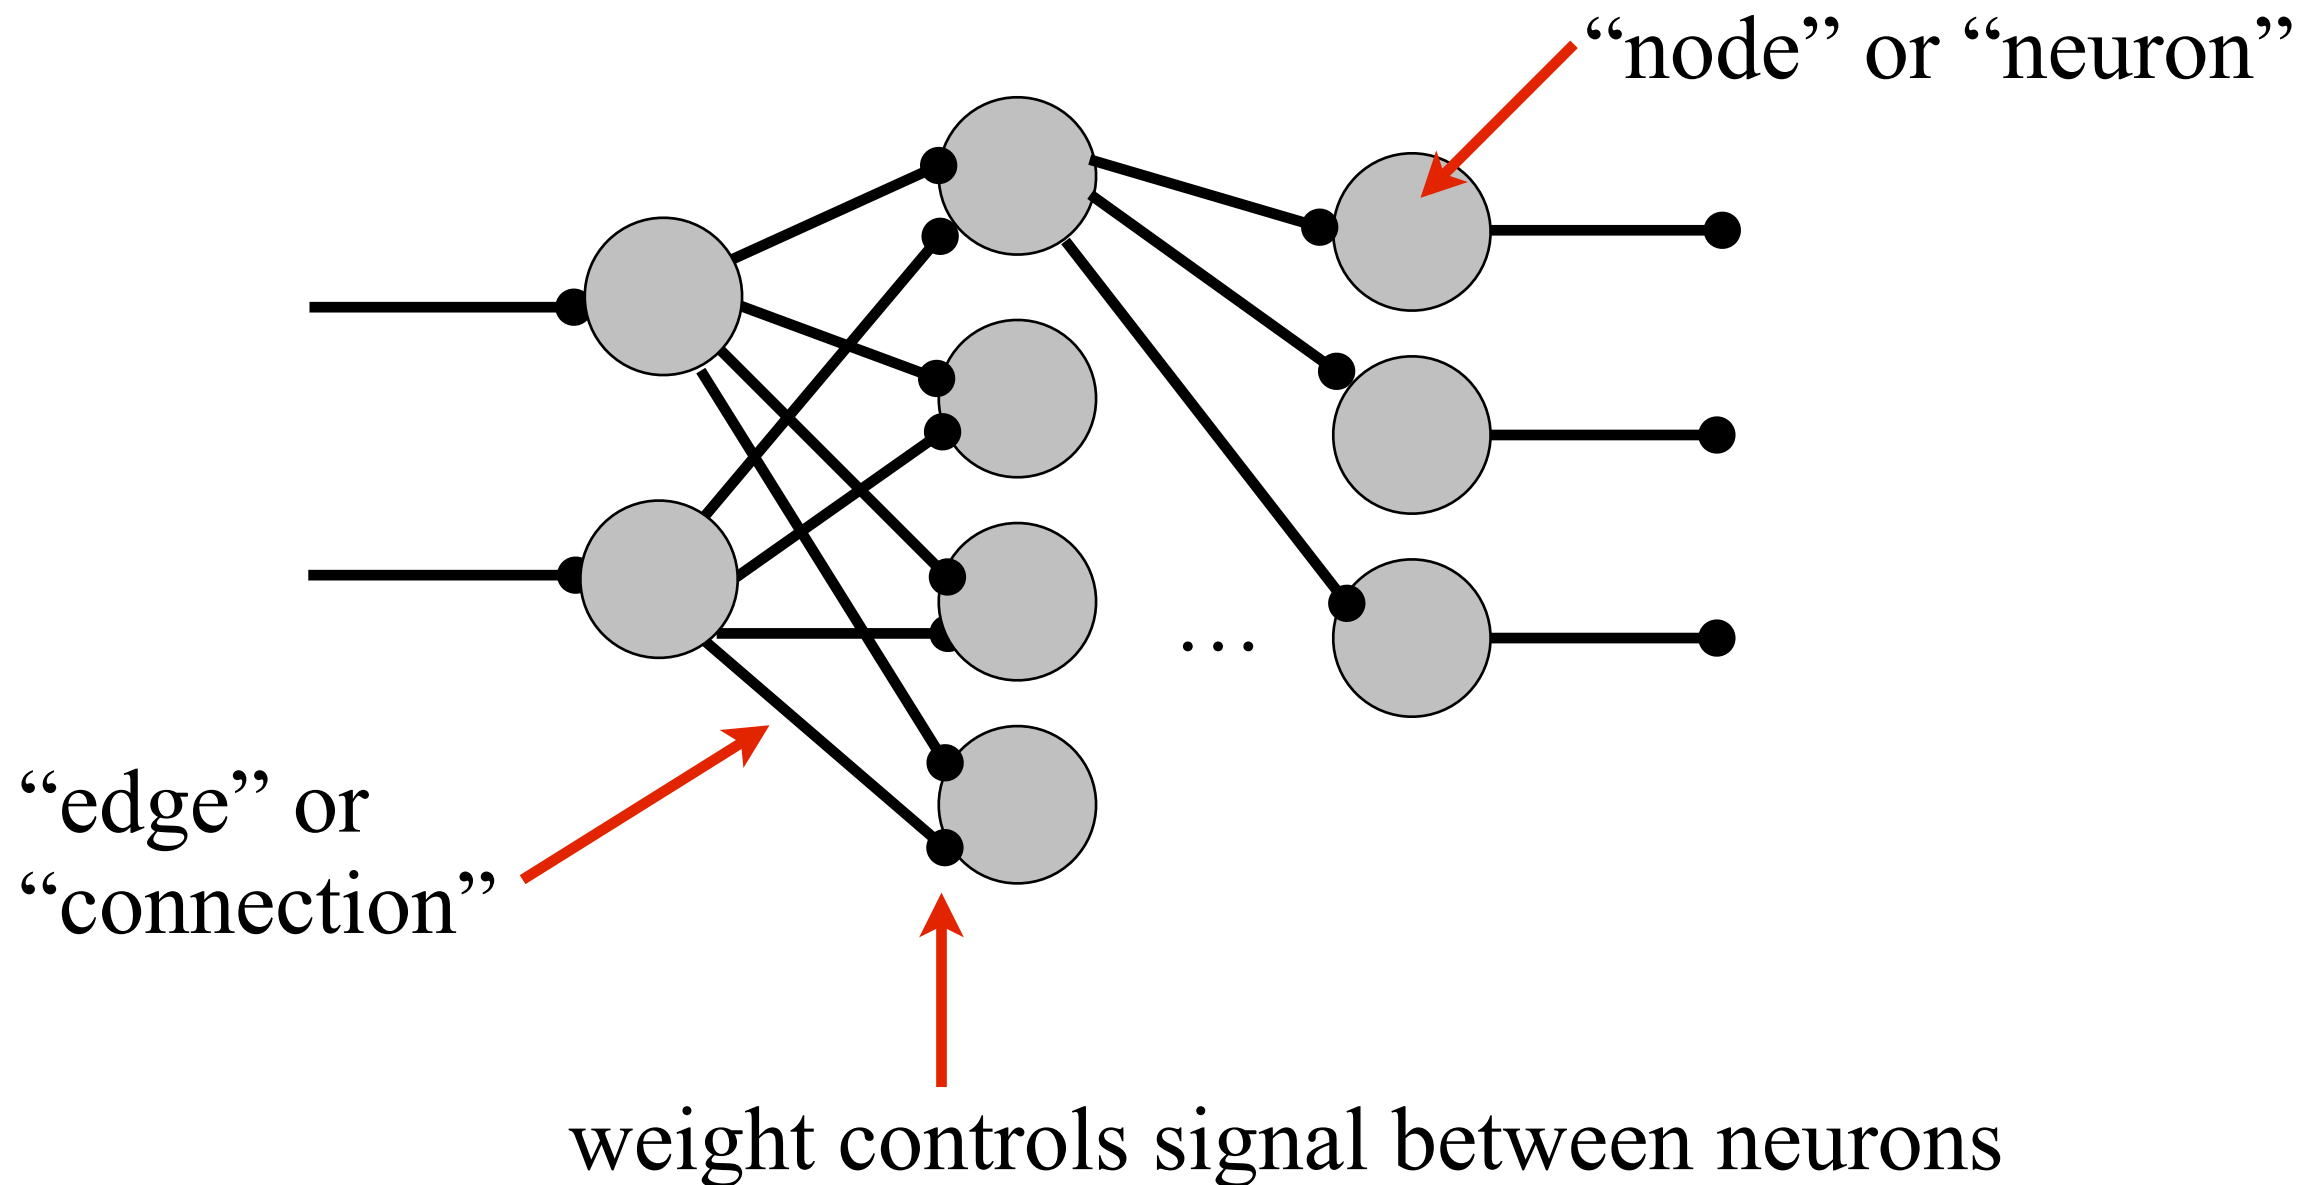 “node” or “neuron”
…
“edge” or
“connection”
weight controls signal between neurons